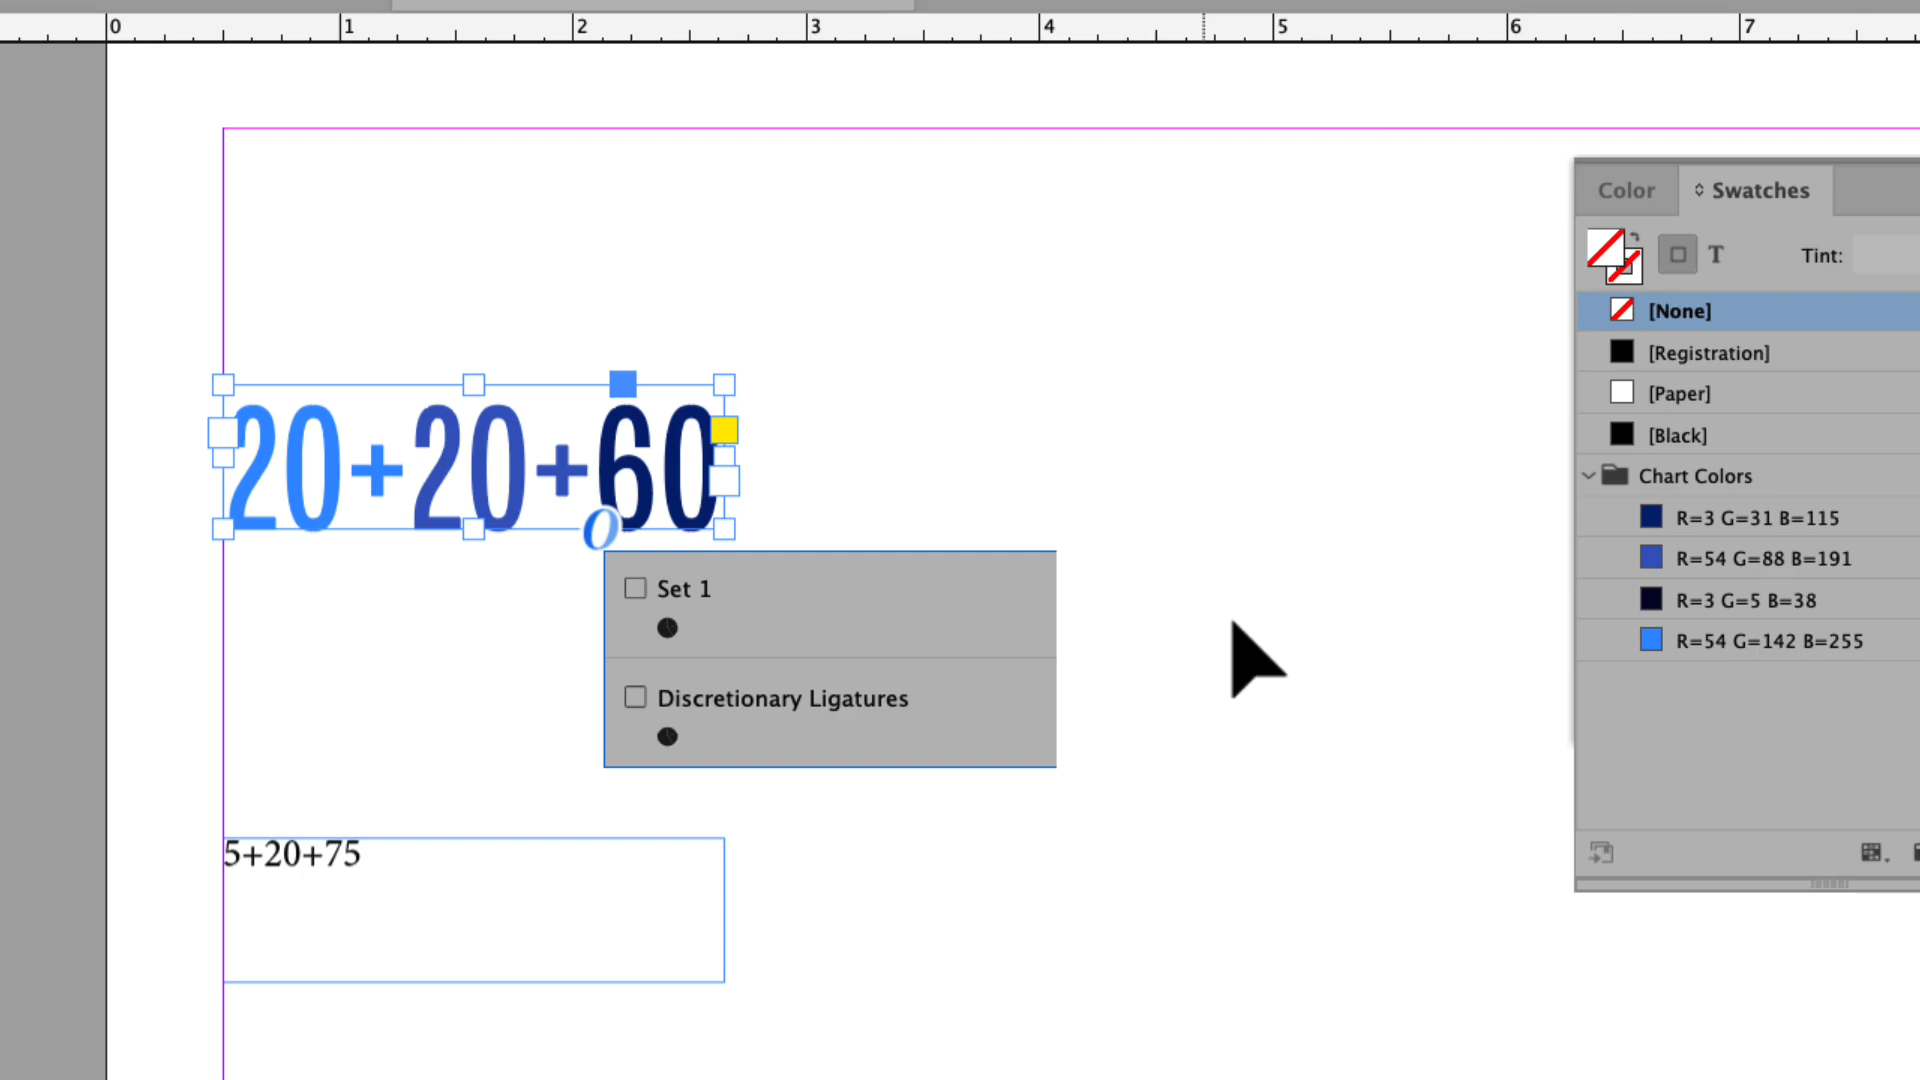 0 1 2 3 4 5 6 7
Color Swatches
T Tint:
[None]
[Registration]
[Paper]
[Black]
Chart Colors
R=3 G=31 B=115
R=54 G=88 B=191
R=3 G=5 B=38
R=54 G=142 B=255
20+20+60
O
Set 1
Discretionary Ligatures
5+20+75